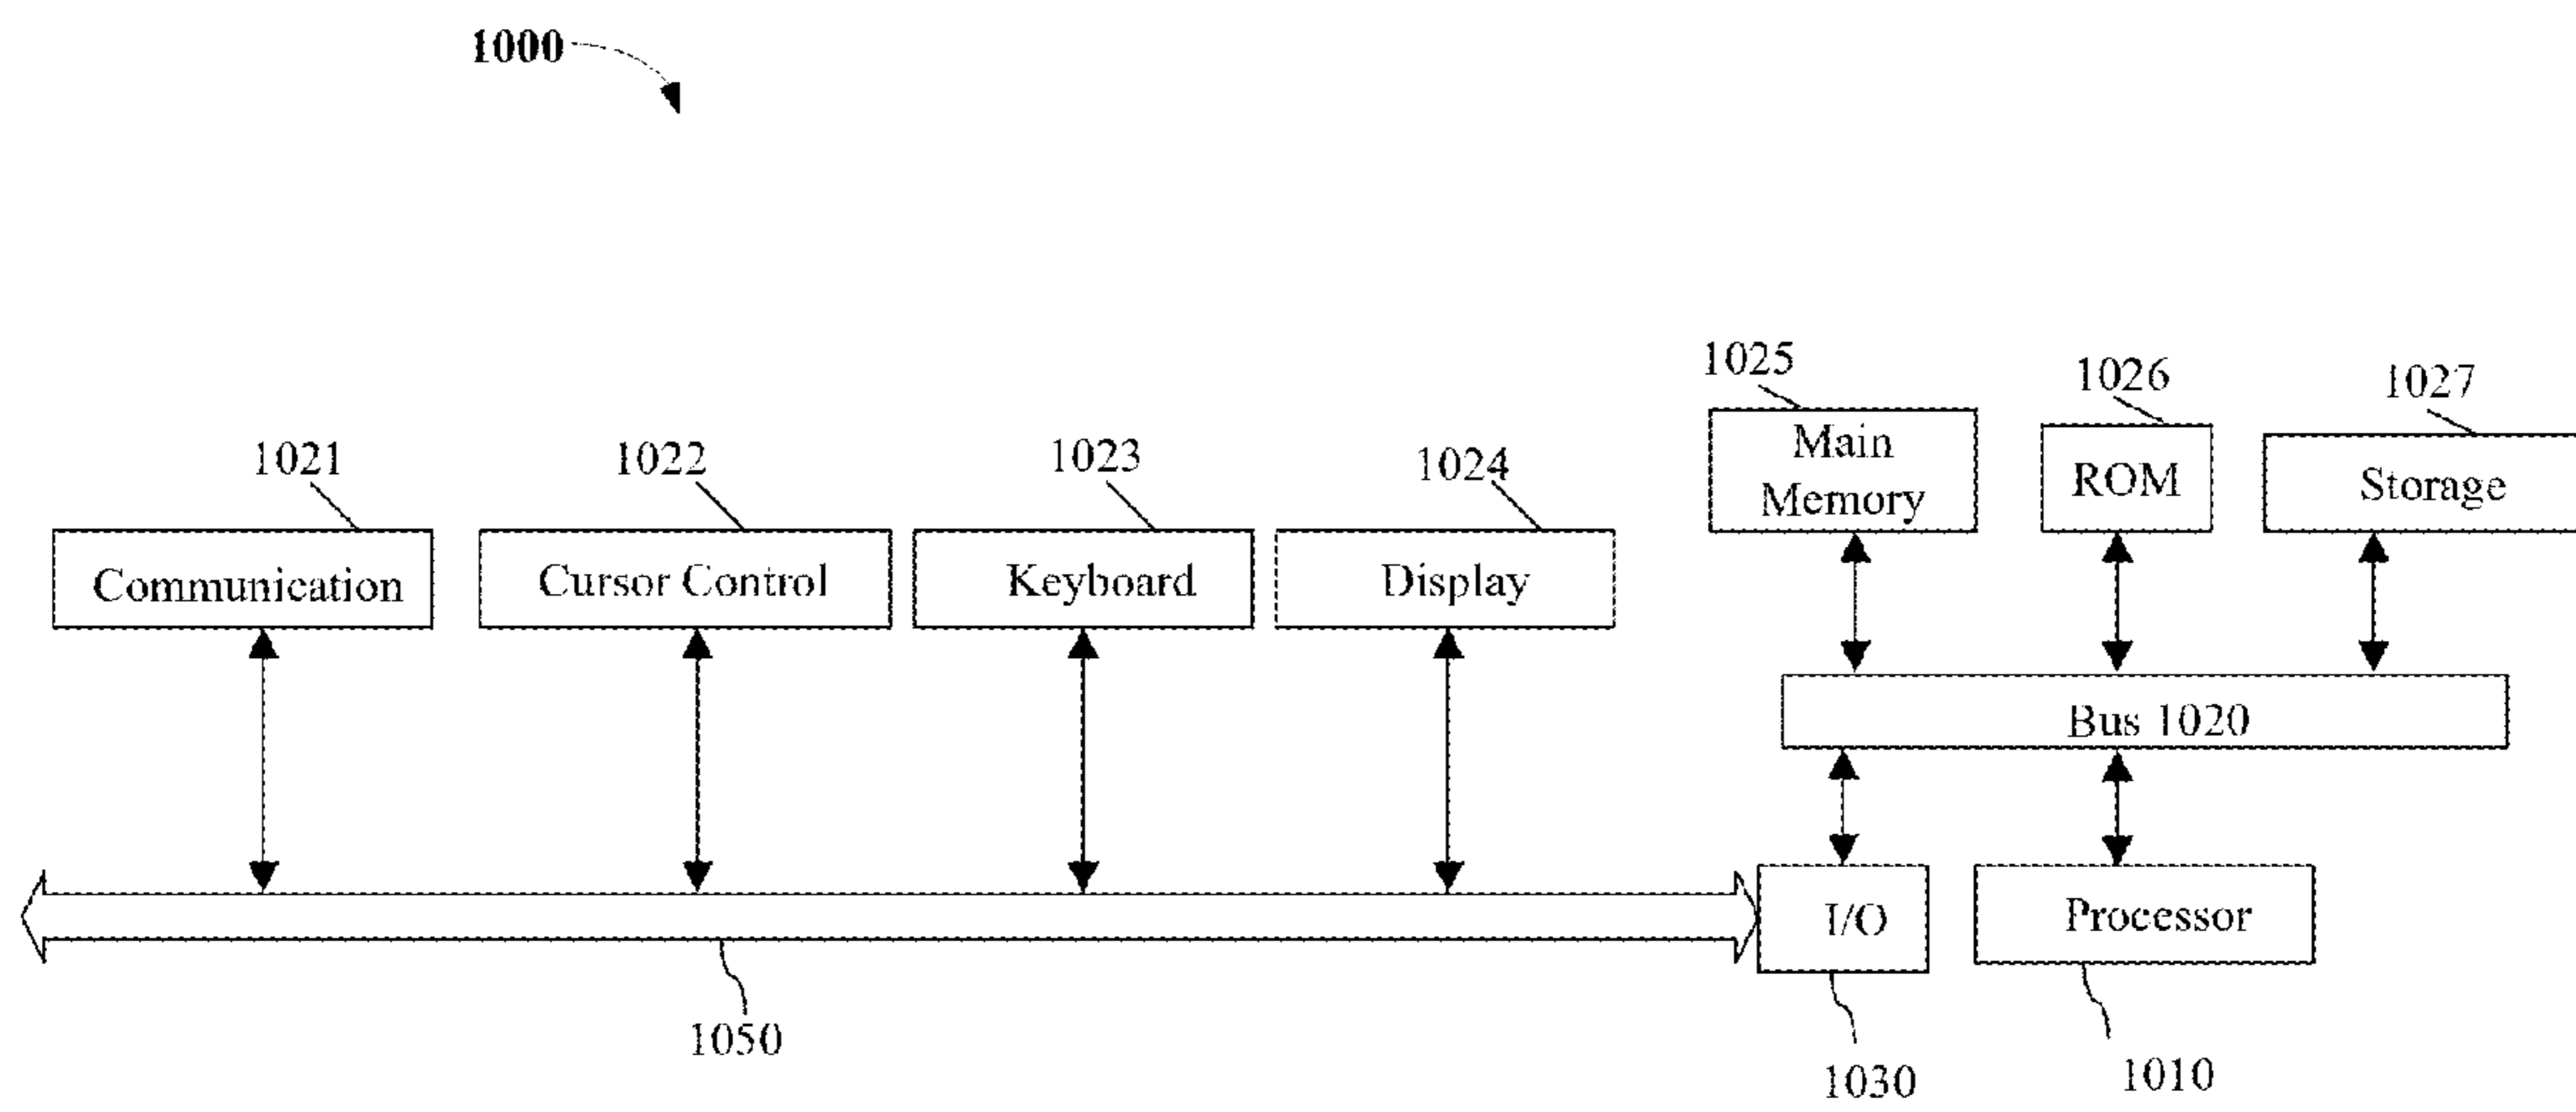 1000
1025
1026
1027
Main
Memory
ROM
Storage
1021
1022
1023
1024
Communication
Cursor Control
Keyboard
Display
Bus 1020
I/O
Processor
1050
1030
1010